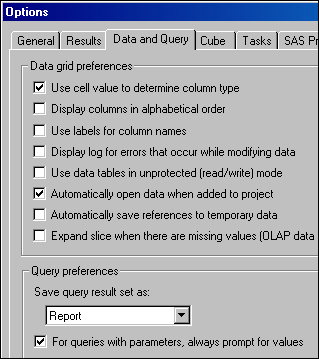 Options
General Results Data and Query Cube Tasks SAS Pr
Data grid preferences
Use cell value to determine column type
Display columns in alphabetical order
Use labels for column names
Display log for errors that occur while modifying data
Use data tables in unprotected (read/write) mode
Automatically open data when added to project
Automatically save references to temporary data
Expand slice when there are missing values (OLAP data
Query preferences
Save query result set as:
Report
For queries with parameters, always prompt for values